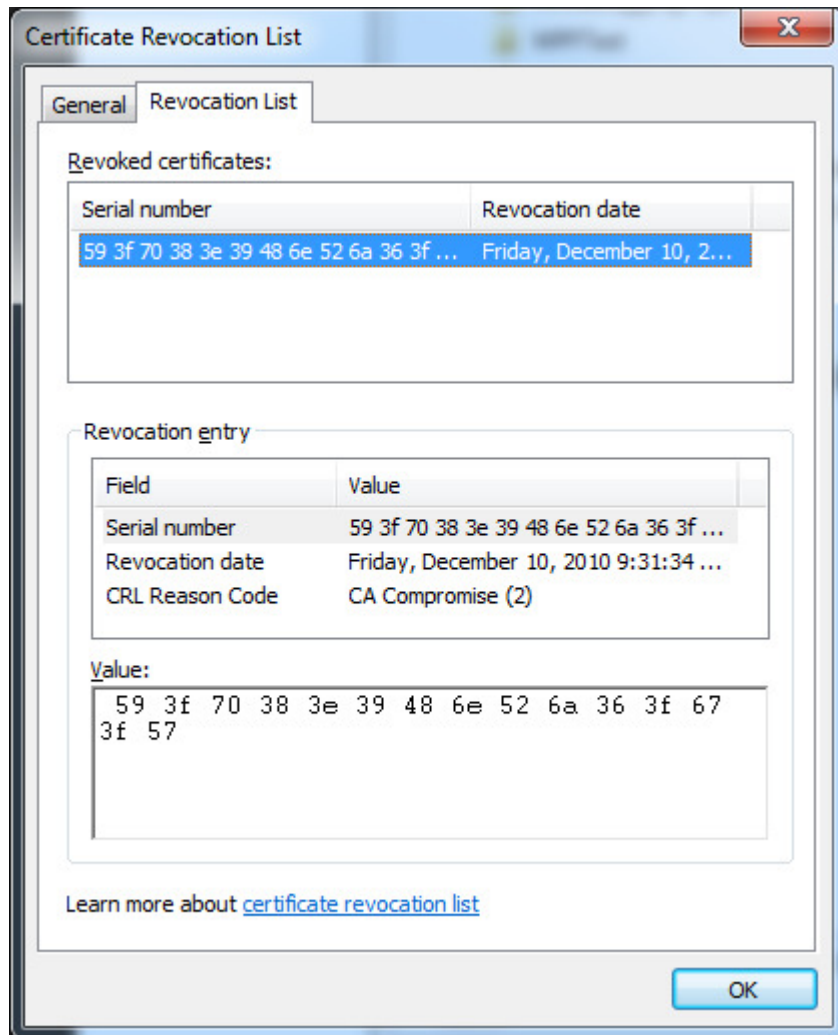 Certificate Revocation List
General Revocation List
Revoked certificates:
Serial number Revocation date
59 3f 70 38 3e 39 48 6e 52 6a 36 3f ... Friday, December 10, 2...
Revocation entry
Field Value
Serial number 59 3f 70 38 3e 39 48 6e 52 6a 36 3f ...
Revocation date Friday, December 10, 2010 9:31:34 ...
CRL Reason Code CA Compromise (2)
Value:
59 3f 70 38 3e 39 48 6e 52 6a 36 3f 67
3f 57
Learn more about certificate revocation list
OK